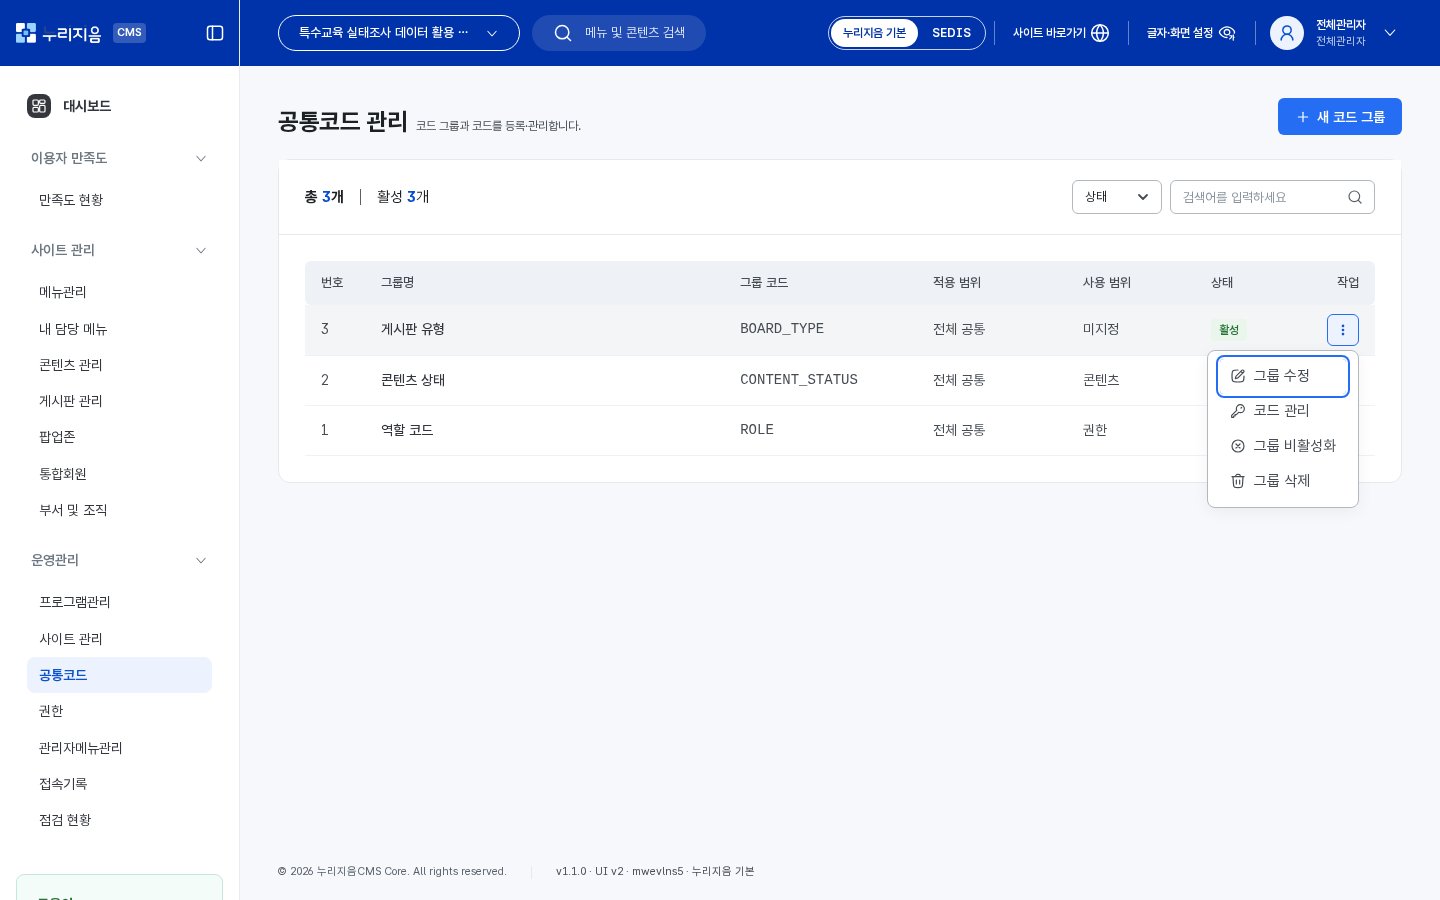 누리지음 CMS
특수교육 실태조사 데이터 활용 ···
메뉴 및 콘텐츠 검색
누리지음 기본
SEDIS
사이트 바로가기
글자·화면 설정
전체관리자
전체관리자
대시보드
이용자 만족도
만족도 현황
사이트 관리
메뉴관리
내 담당 메뉴
콘텐츠 관리
게시판 관리
팝업존
통합회원
부서 및 조직
운영관리
프로그램관리
사이트 관리
공통코드
권한
관리자메뉴관리
접속기록
점검 현황
공통코드 관리 코드 그룹과 코드를 등록·관리합니다.
새 코드 그룹
총 3개 활성 3개
상태
검색어를 입력하세요
번호 그룹명 그룹 코드 적용 범위 사용 범위 상태 작업
3 게시판 유형 BOARD_TYPE 전체 공통 미지정 활성
2 콘텐츠 상태 CONTENT_STATUS 전체 공통 콘텐츠
1 역할 코드 ROLE 전체 공통 권한
그룹 수정
코드 관리
그룹 비활성화
그룹 삭제
© 2026 누리지음CMS Core. All rights reserved.
v1.1.0 · UI v2 · mwevlns5 · 누리지음 기본